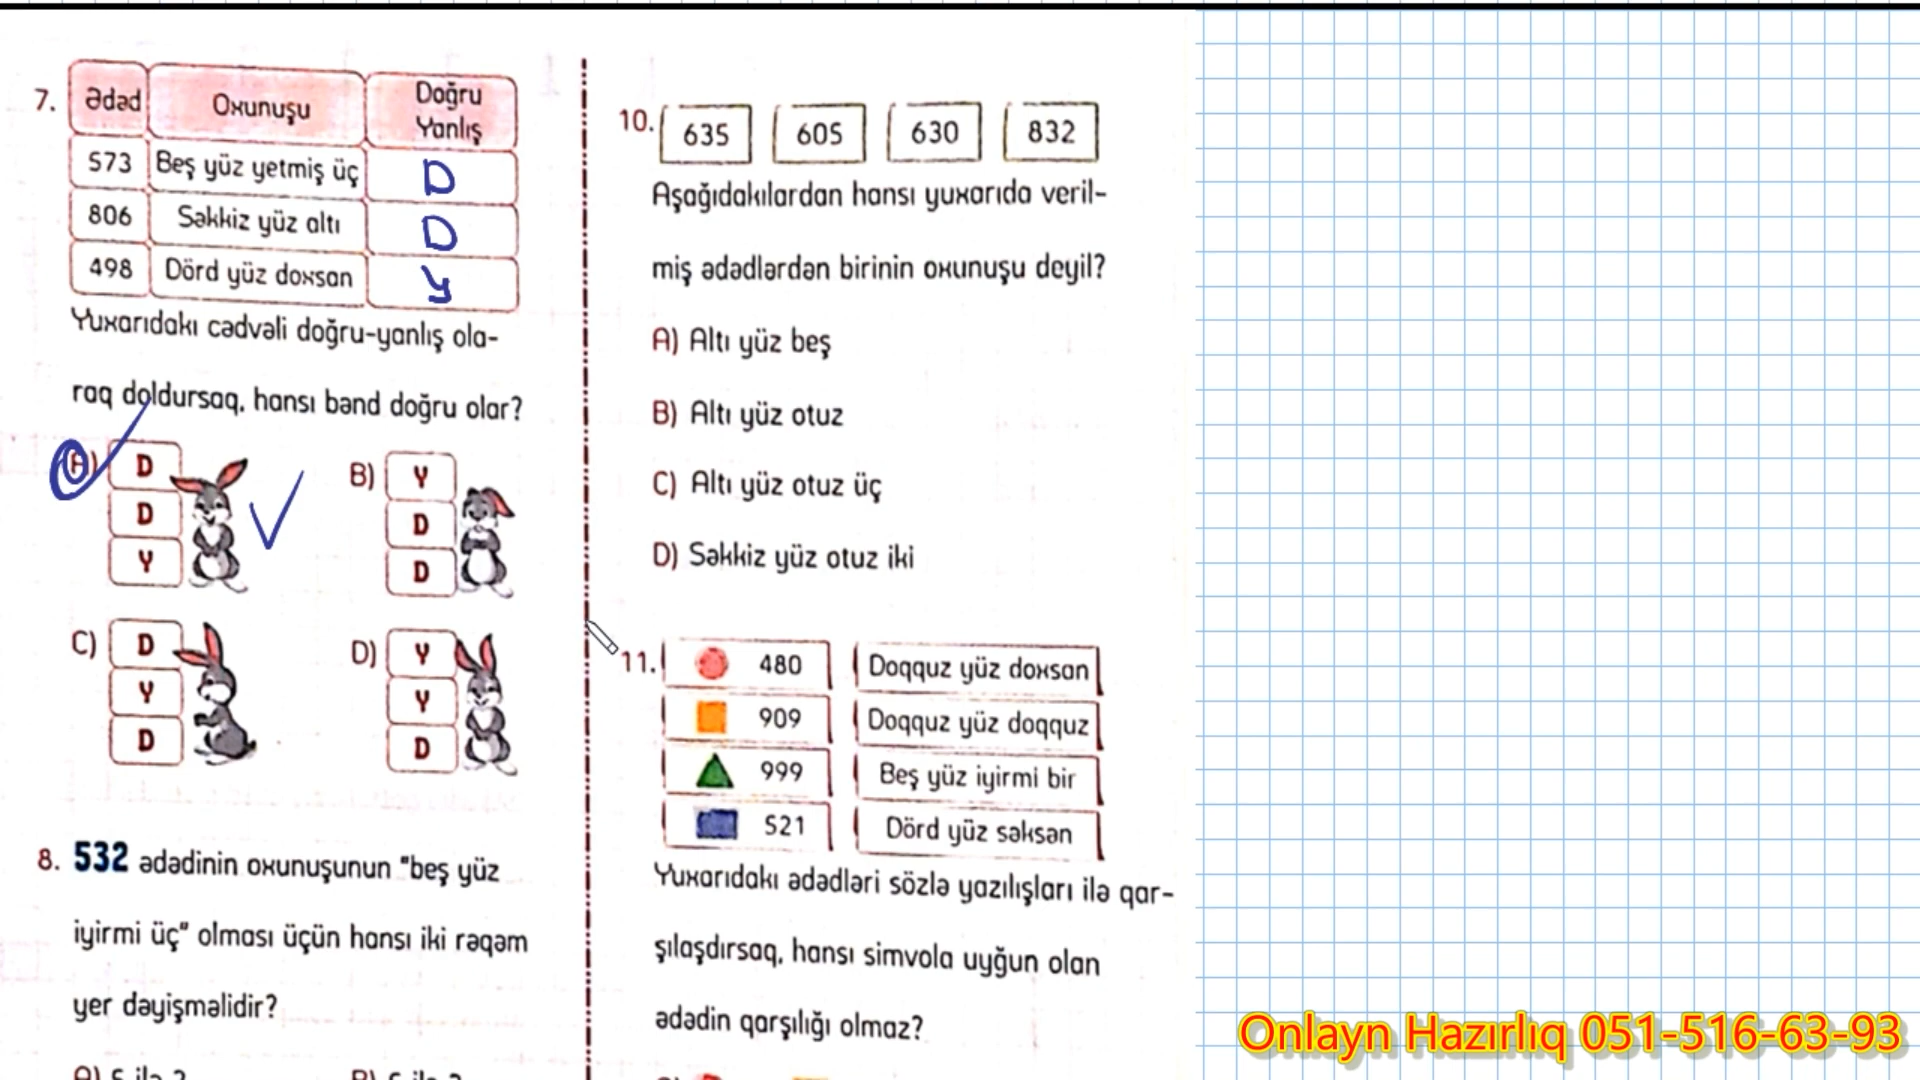 7.
Ədəd Oxunuşu Doğru Yanlış
573 Beş yüz yetmiş üç D
806 Səkkiz yüz altı D
498 Dörd yüz doxsan y
Yuxarıdakı cədvəli doğru-yanlış ola-
raq doldursaq, hansı bənd doğru olar?
A) D D Y
B) Y D D
C) D Y D
D) Y Y D
8. 532 ədədinin oxunuşunun "beş yüz
iyirmi üç" olması üçün hansı iki rəqəm
yer dəyişməlidir?
10. 635 605 630 832
Aşağıdakılardan hansı yuxarıda veril-
miş ədədlərdən birinin oxunuşu deyil?
A) Altı yüz beş
B) Altı yüz otuz
C) Altı yüz otuz üç
D) Səkkiz yüz otuz iki
11. 480 Doqquz yüz doxsan
909 Doqquz yüz doqquz
999 Beş yüz iyirmi bir
521 Dörd yüz səksən
Yuxarıdakı ədədləri sözlə yazılışları ilə qar-
şılaşdırsaq, hansı simvola uyğun olan
ədədin qarşılığı olmaz?
Onlayn Hazırlıq 051-516-63-93